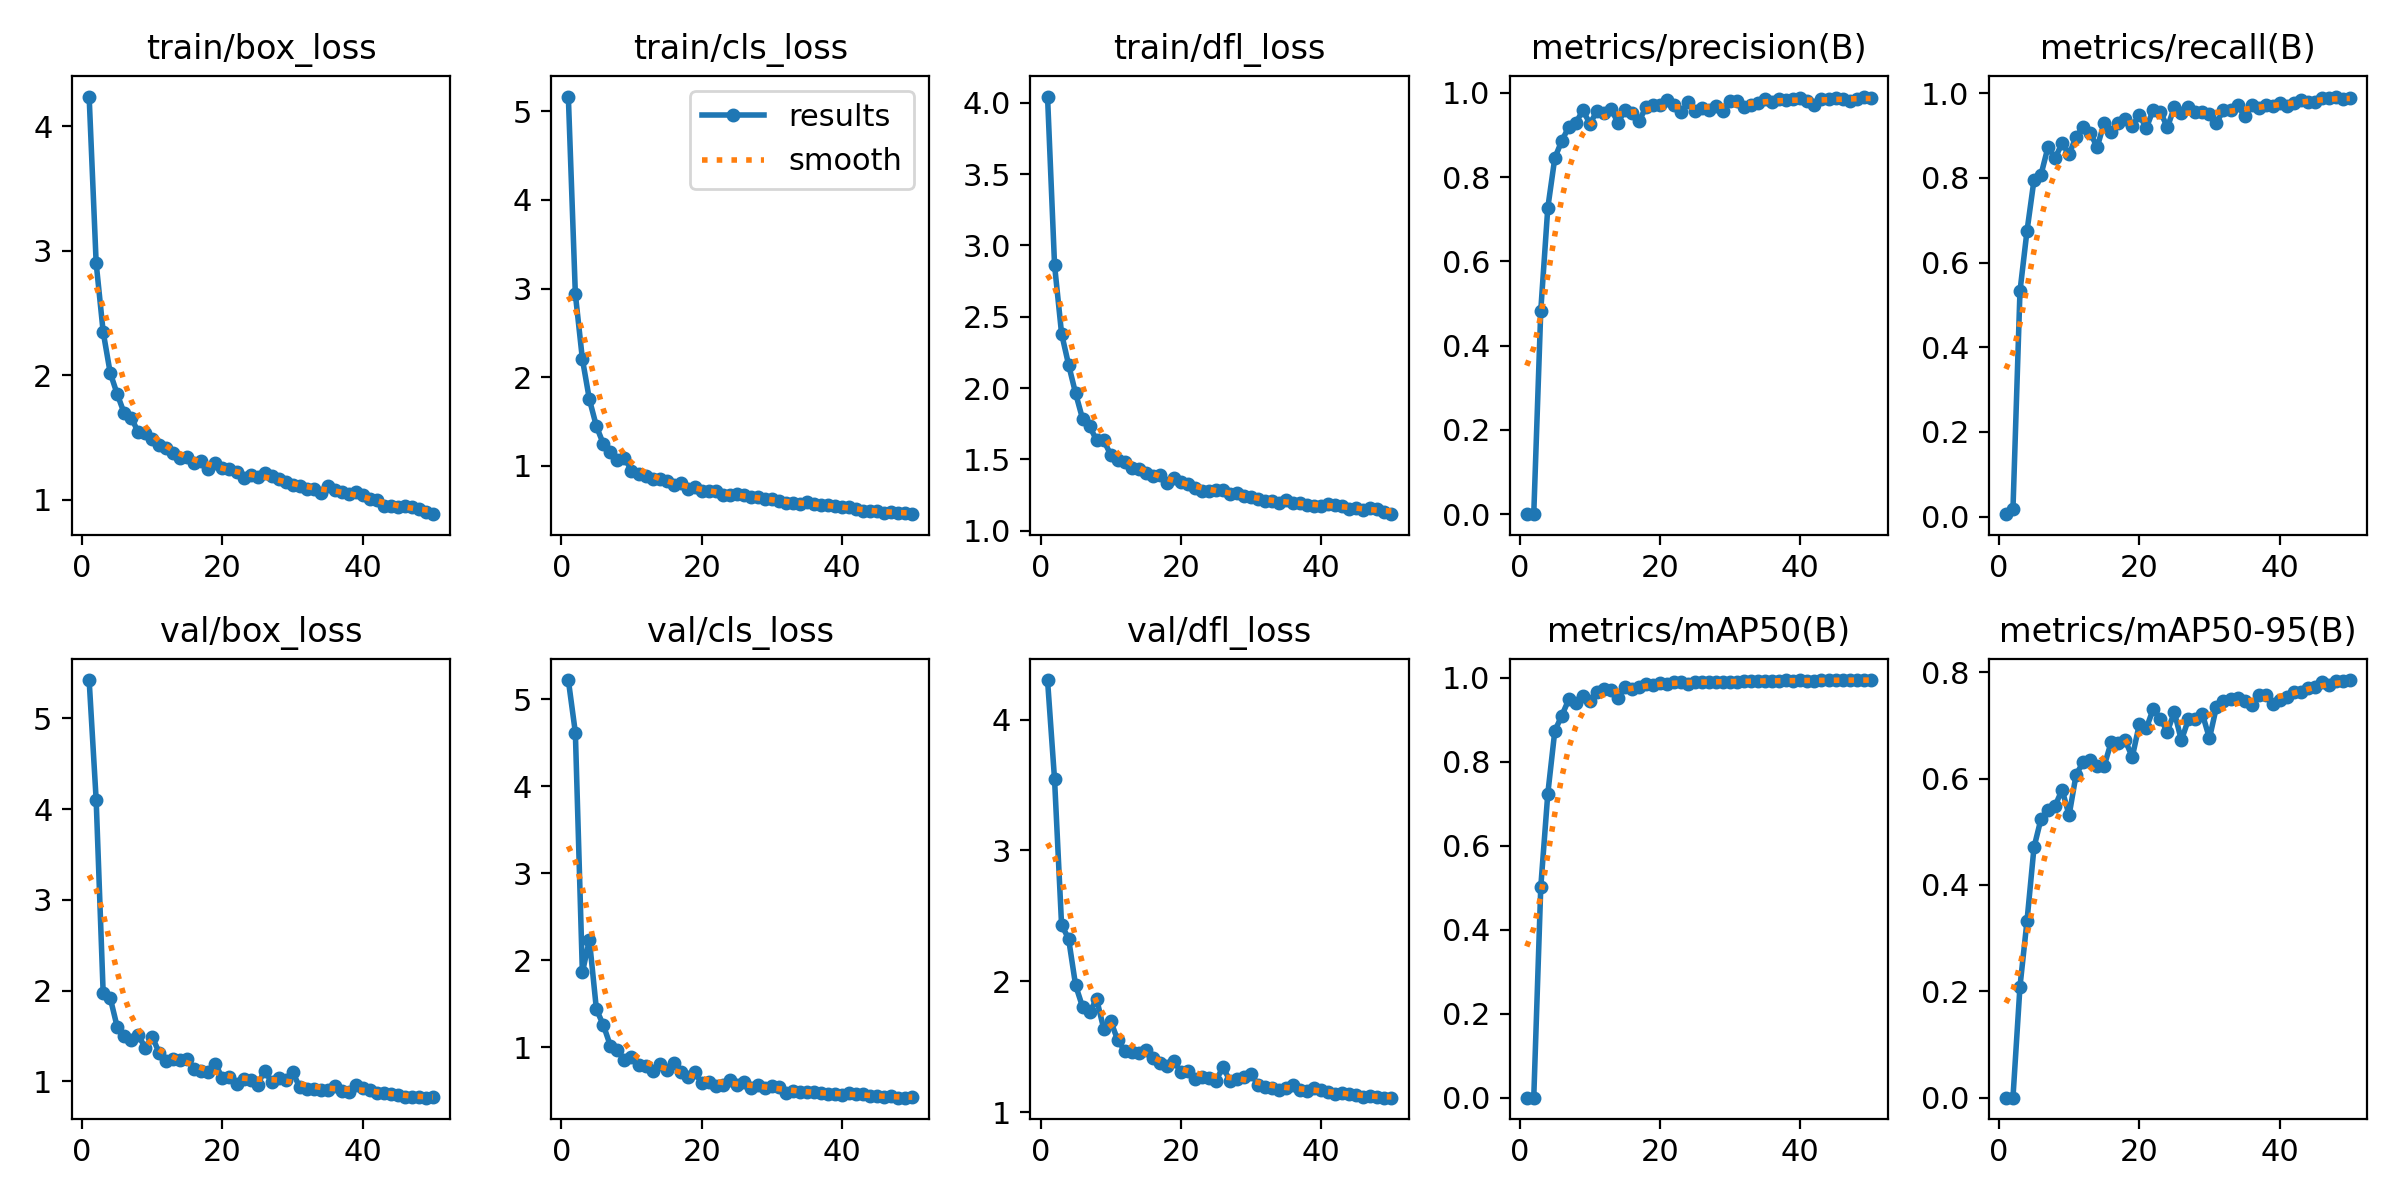 train/box_loss
4
3
2
1
0 20 40
train/cls_loss
results
smooth
5
4
3
2
1
0 20 40
train/dfl_loss
4.0
3.5
3.0
2.5
2.0
1.5
1.0
0 20 40
metrics/precision(B)
1.0
0.8
0.6
0.4
0.2
0.0
0 20 40
metrics/recall(B)
1.0
0.8
0.6
0.4
0.2
0.0
0 20 40
val/box_loss
5
4
3
2
1
0 20 40
val/cls_loss
5
4
3
2
1
0 20 40
val/dfl_loss
4
3
2
1
0 20 40
metrics/mAP50(B)
1.0
0.8
0.6
0.4
0.2
0.0
0 20 40
metrics/mAP50-95(B)
0.8
0.6
0.4
0.2
0.0
0 20 40